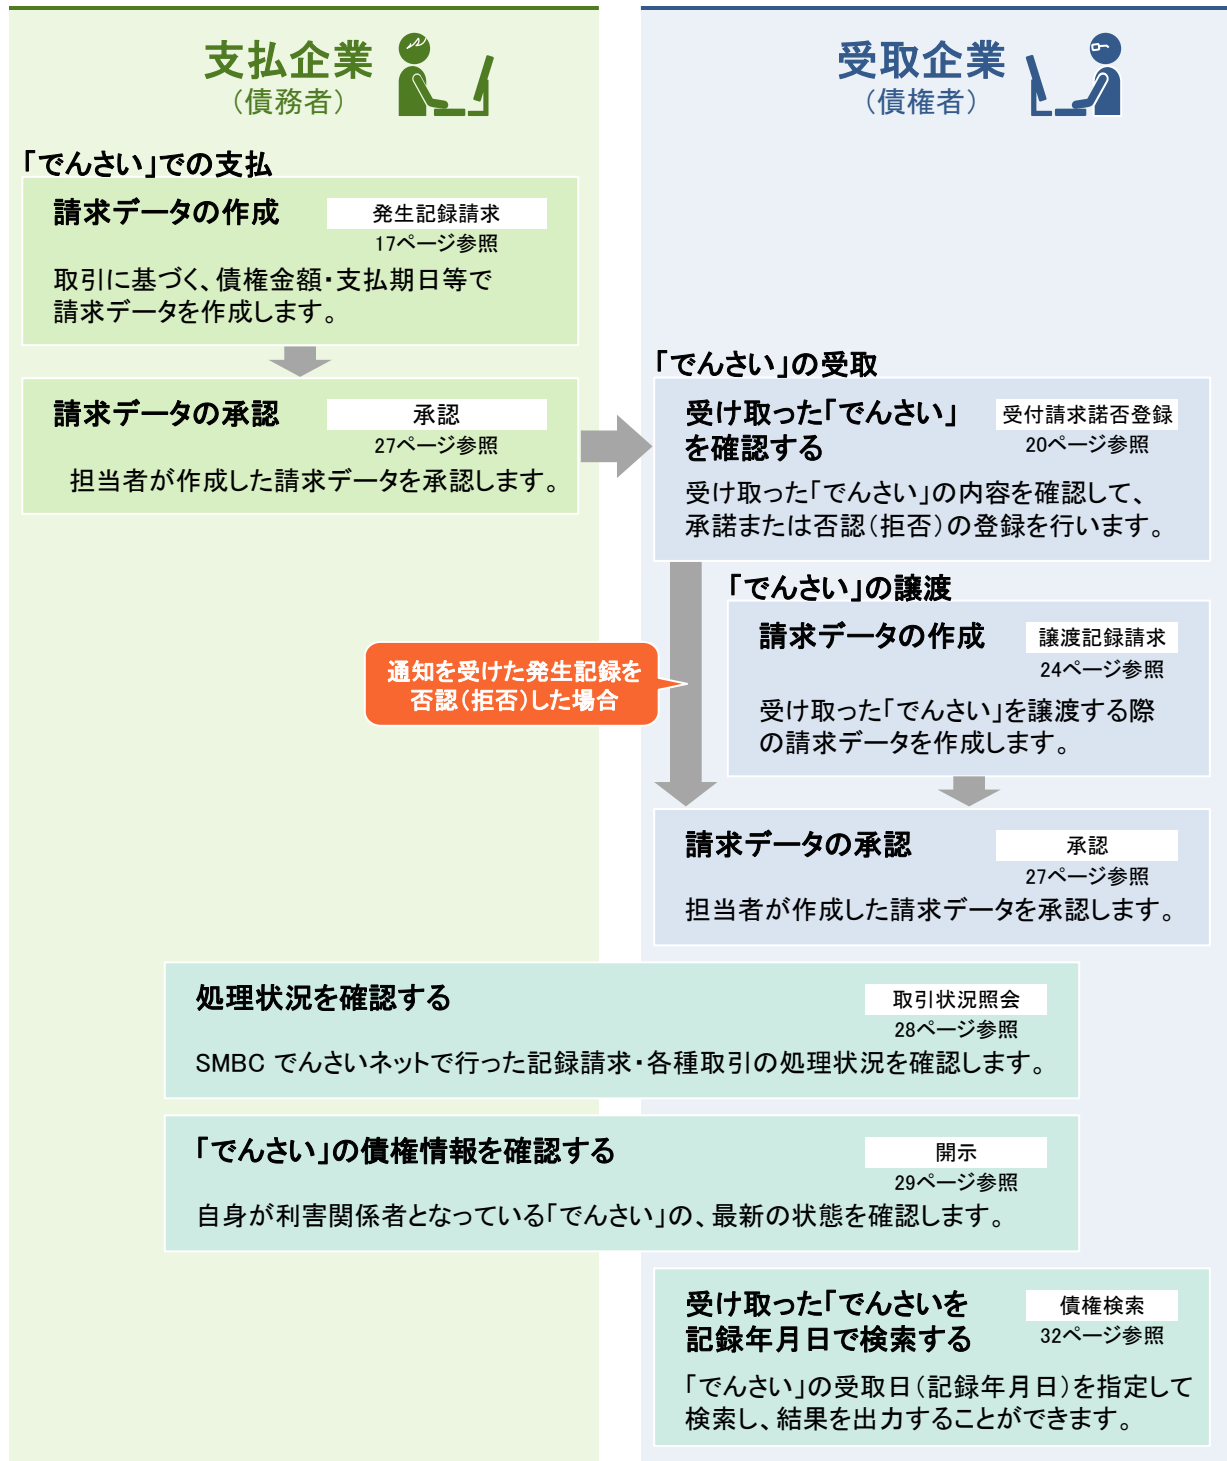 支払企業
（債務者）
「でんさい」での支払
請求データの作成
発生記録請求
17ページ参照
取引に基づく、債権金額・支払期日等で
請求データを作成します。
請求データの承認
承認
27ページ参照
担当者が作成した請求データを承認します。
受取企業
（債権者）
「でんさい」の受取
受け取った「でんさい」
を確認する
受付請求諾否登録
20ページ参照
受け取った「でんさい」の内容を確認して、
承諾または否認（拒否）の登録を行います。
通知を受けた発生記録を
否認（拒否）した場合
「でんさい」の譲渡
請求データの作成
譲渡記録請求
24ページ参照
受け取った「でんさい」を譲渡する際
の請求データを作成します。
請求データの承認
承認
27ページ参照
担当者が作成した請求データを承認します。
処理状況を確認する
取引状況照会
28ページ参照
SMBC でんさいネットで行った記録請求・各種取引の処理状況を確認します。
「でんさい」の債権情報を確認する
開示
29ページ参照
自身が利害関係者となっている「でんさい」の、最新の状態を確認します。
受け取った「でんさいを
記録年月日で検索する
債権検索
32ページ参照
「でんさい」の受取日（記録年月日）を指定して
検索し、結果を出力することができます。